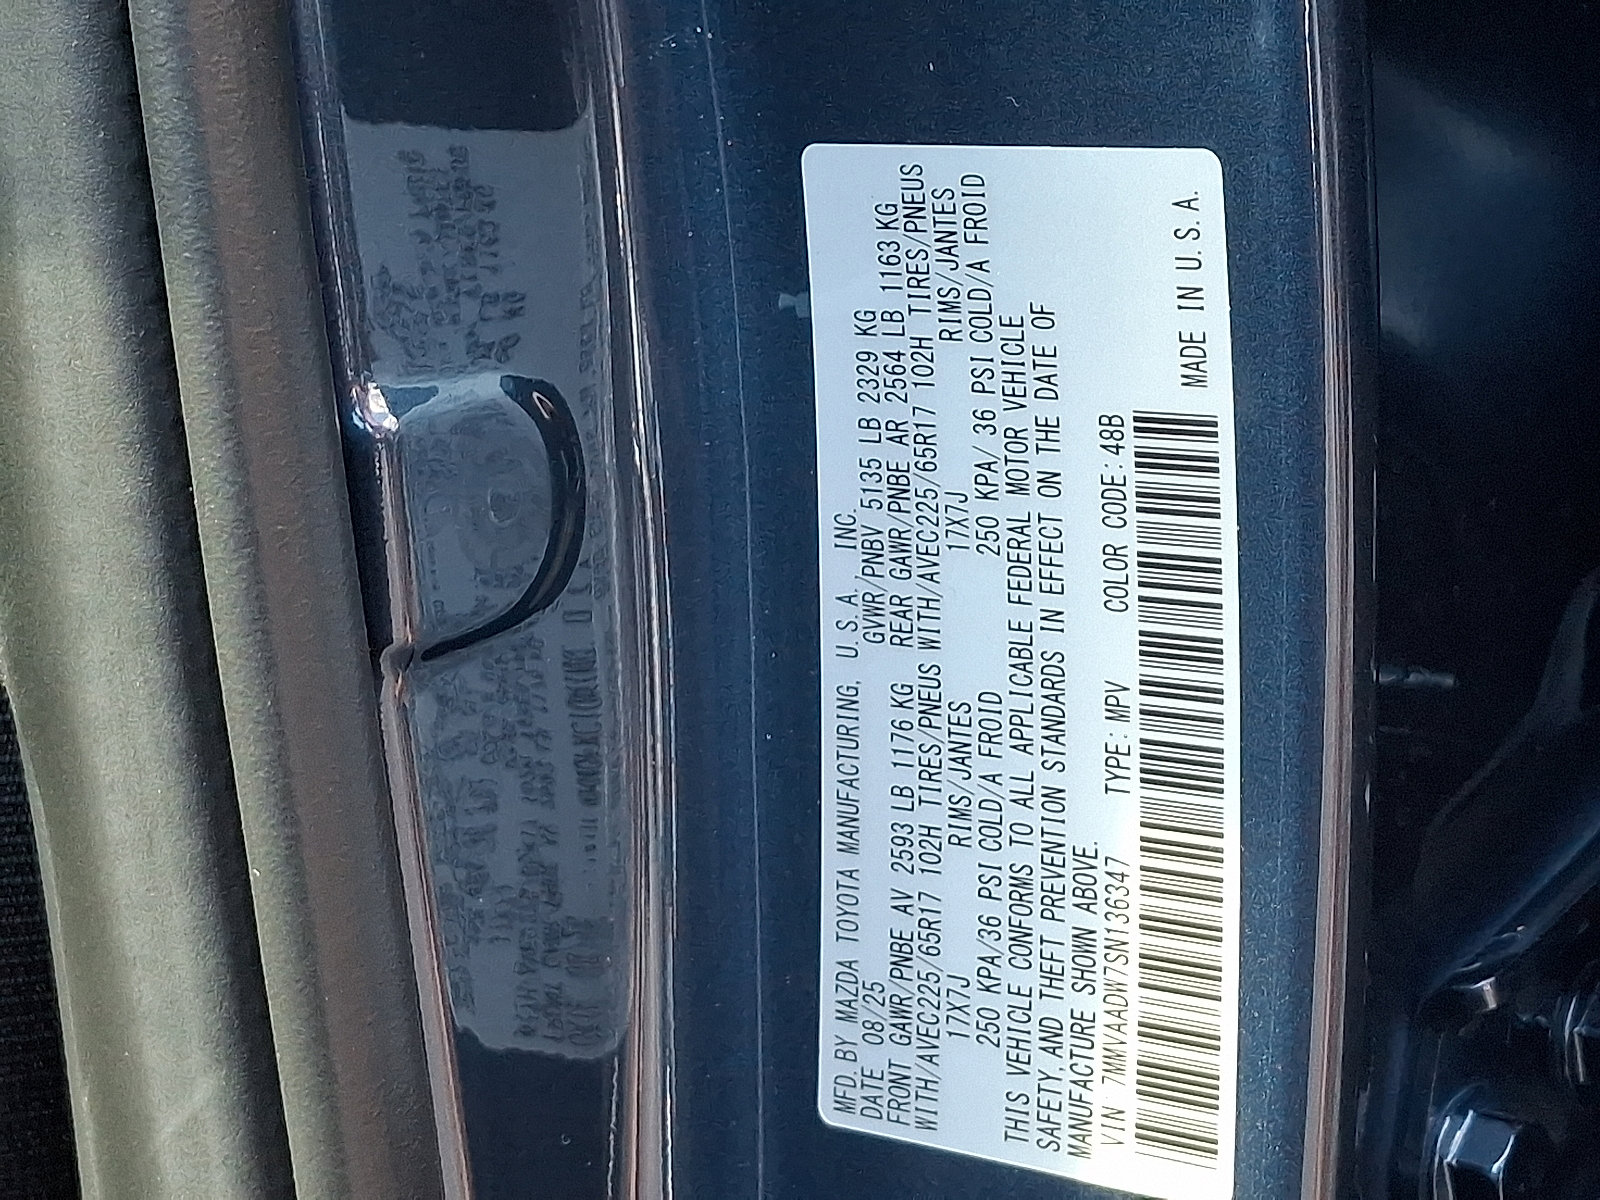 MFD. BY MAZDA TOYOTA MANUFACTURING, U.S.A, INC.
DATE 08/25 GVWR/PNBV 5135 LB 2329 KG
FRONT GAWR/PNBE AV 2593 LB 1176 KG REAR GAWR/PNBE AR 2564 LB 1163 KG
WITH/AVEC225/65R17 102H TIRES/PNEUS WITH/AVEC225/65R17 102H TIRES/PNEUS
17X7J RIMS/JANTES 17X7J RIMS/JANTES
250 KPA/36 PSI COLD/A FROID 250 KPA/ 36 PSI COLD/A FROID
THIS VEHICLE CONFORMS TO ALL APPLICABLE FEDERAL MOTOR VEHICLE
SAFETY, AND THEFT PREVENTION STANDARDS IN EFFECT ON THE DATE OF
MANUFACTURE SHOWN ABOVE.
VIN: 7MMVAADW7SN136347 TYPE: MPV COLOR CODE: 48B
MADE IN U.S.A.